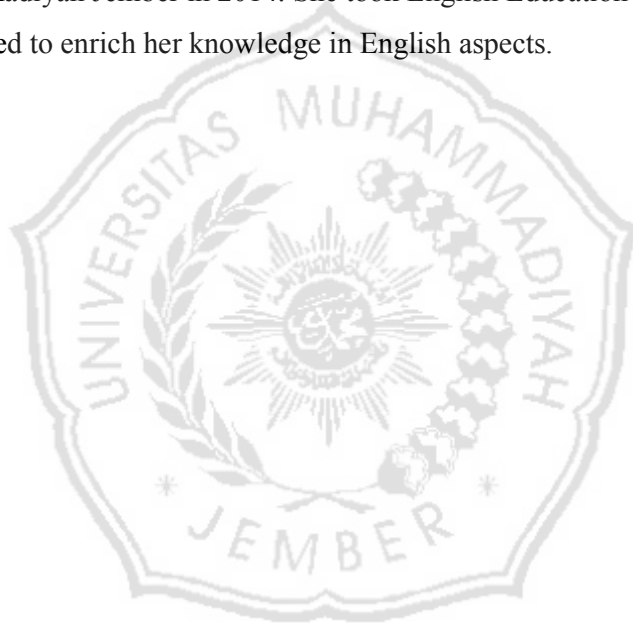 adiyah Jember in 2014. She took English Education
ed to enrich her knowledge in English aspects.
UNIVERSITAS MUHAMMADIYAH
* JEMBER *